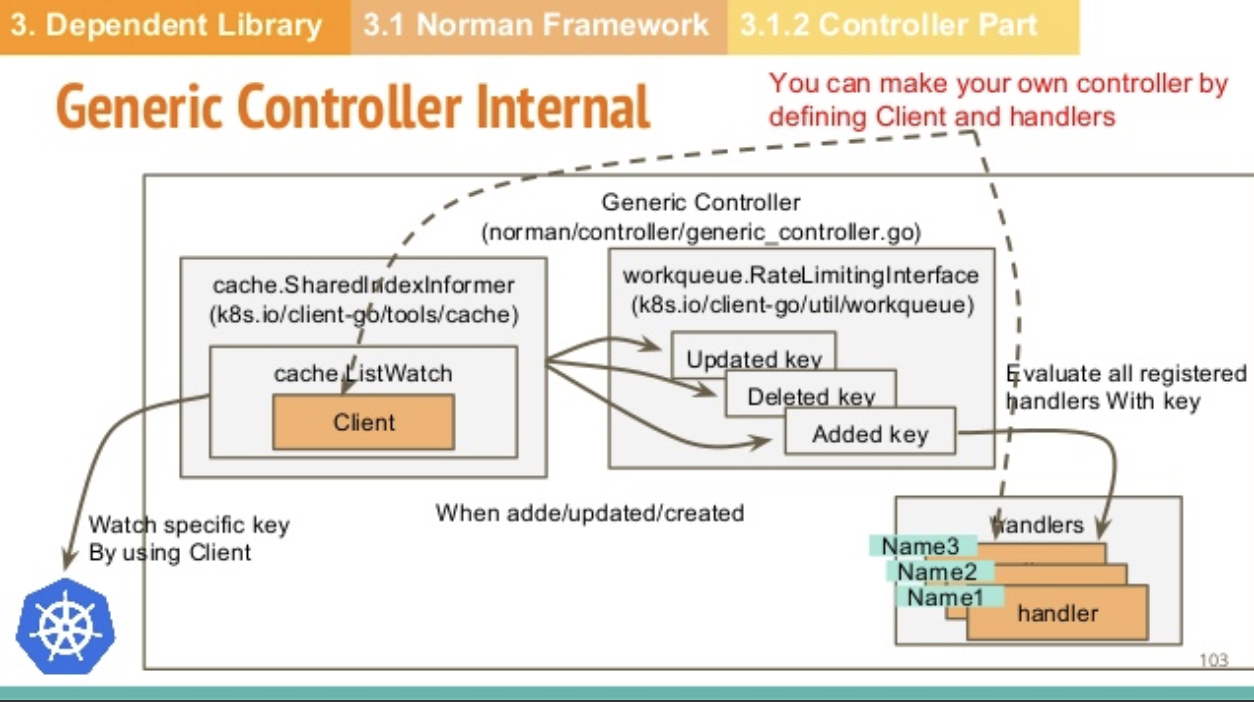 3. Dependent Library
3.1 Norman Framework
3.1.2 Controller Part
Generic Controller Internal
You can make your own controller by
defining Client and handlers
Generic Controller
(norman/controller/generic_controller.go)
cache.SharedIndexInformer
(k8s.io/client-go/tools/cache)
cache.ListWatch
Client
workqueue.RateLimitingInterface
(k8s.io/client-go/util/workqueue)
Updated key
Deleted key
Added key
Evaluate all registered
handlers With key
Watch specific key
By using Client
When adde/updated/created
handlers
Name3
Name2
Name1
handler
103